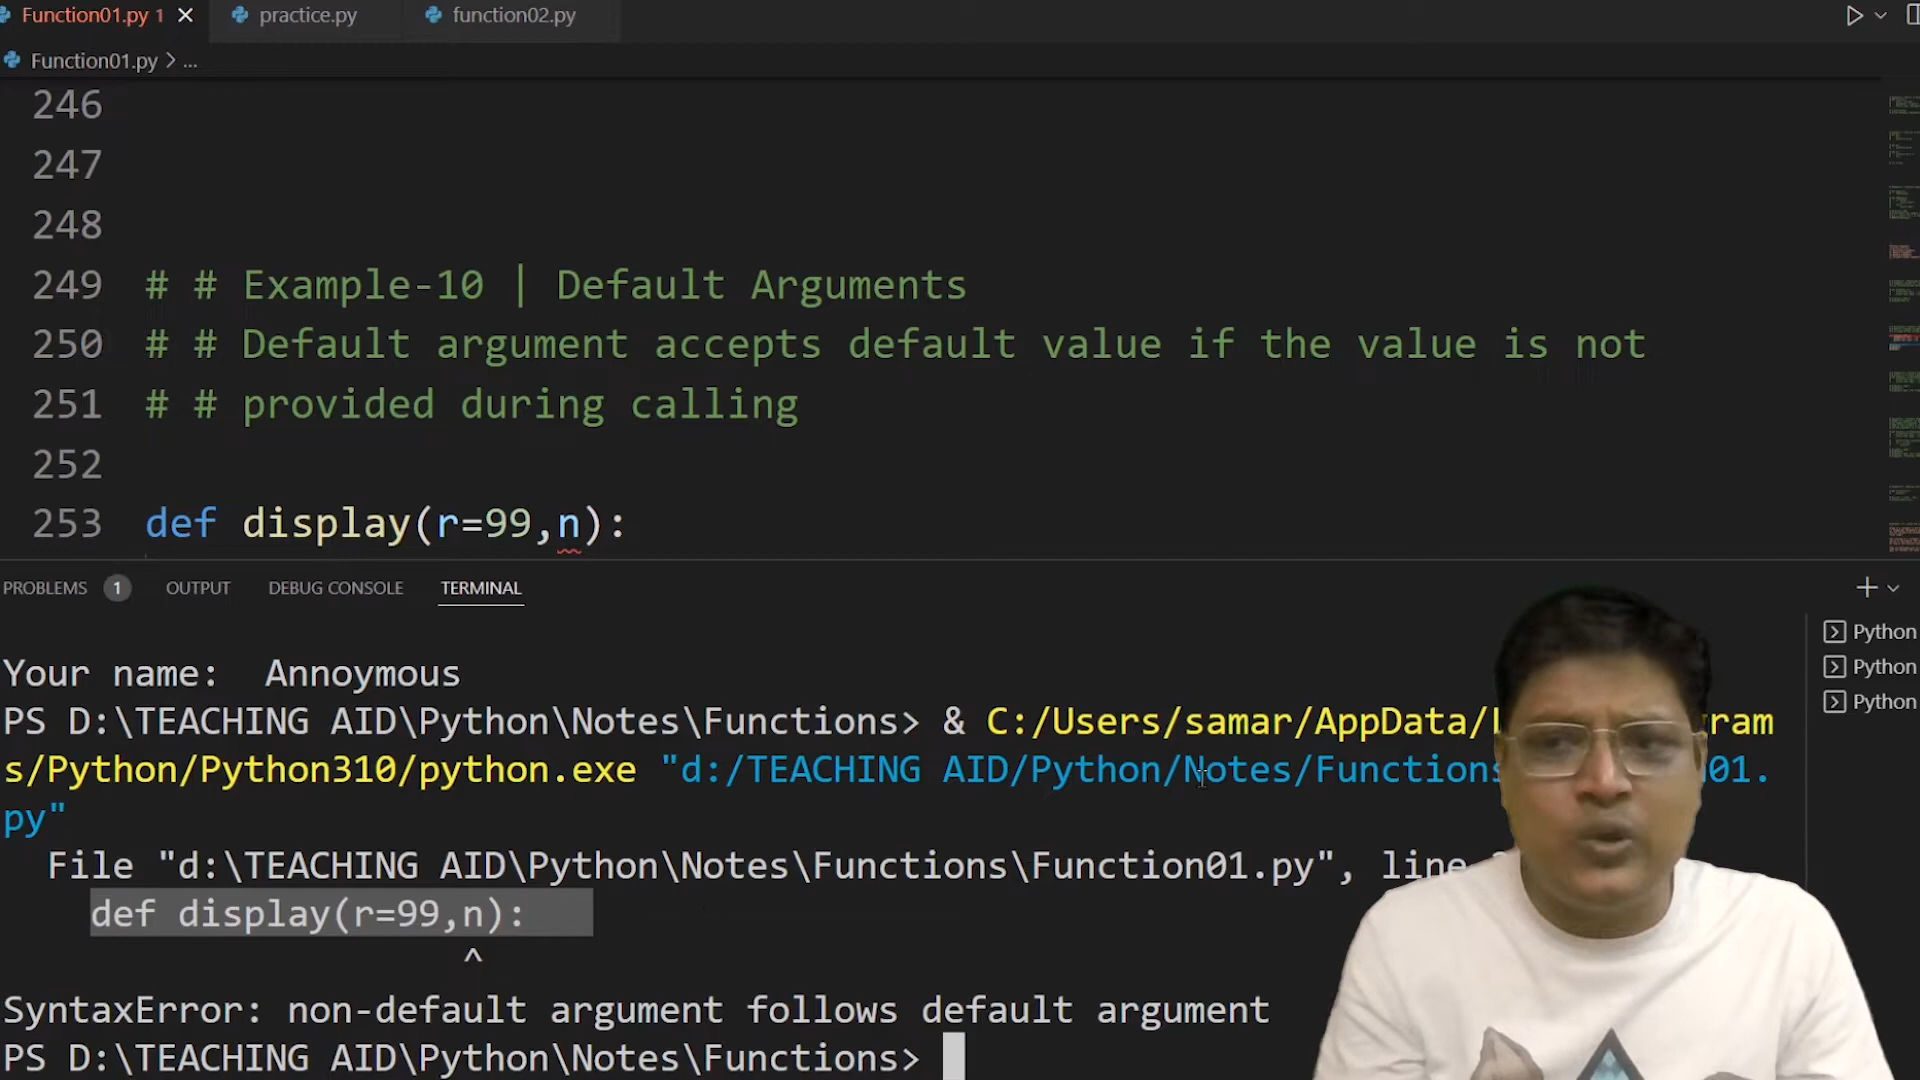 Function01.py 1
practice.py
function02.py
Function01.py > ...
246
247
248
249 # # Example-10 | Default Arguments
250 # # Default argument accepts default value if the value is not
251 # # provided during calling
252
253 def display(r=99,n):
PROBLEMS 1 OUTPUT DEBUG CONSOLE TERMINAL
Python
Python
Python
Your name:  Annoymous
PS D:\TEACHING AID\Python\Notes\Functions> & C:/Users/samar/AppData/
s/Python/Python310/python.exe "d:/TEACHING AID/Python/Notes/Functions 01.
py"
File "d:\TEACHING AID\Python\Notes\Functions\Function01.py", line
def display(r=99,n):
^
SyntaxError: non-default argument follows default argument
PS D:\TEACHING AID\Python\Notes\Functions>